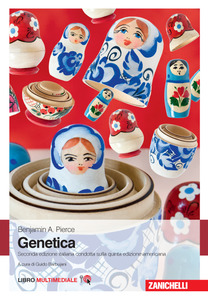 Benjamin A. Pierce
Genetica
Seconda edizione italiana condotta sulla quinta edizione americana
A cura di Guido Barbujani
LIBRO MULTIMEDIALE
ZANICHELLI